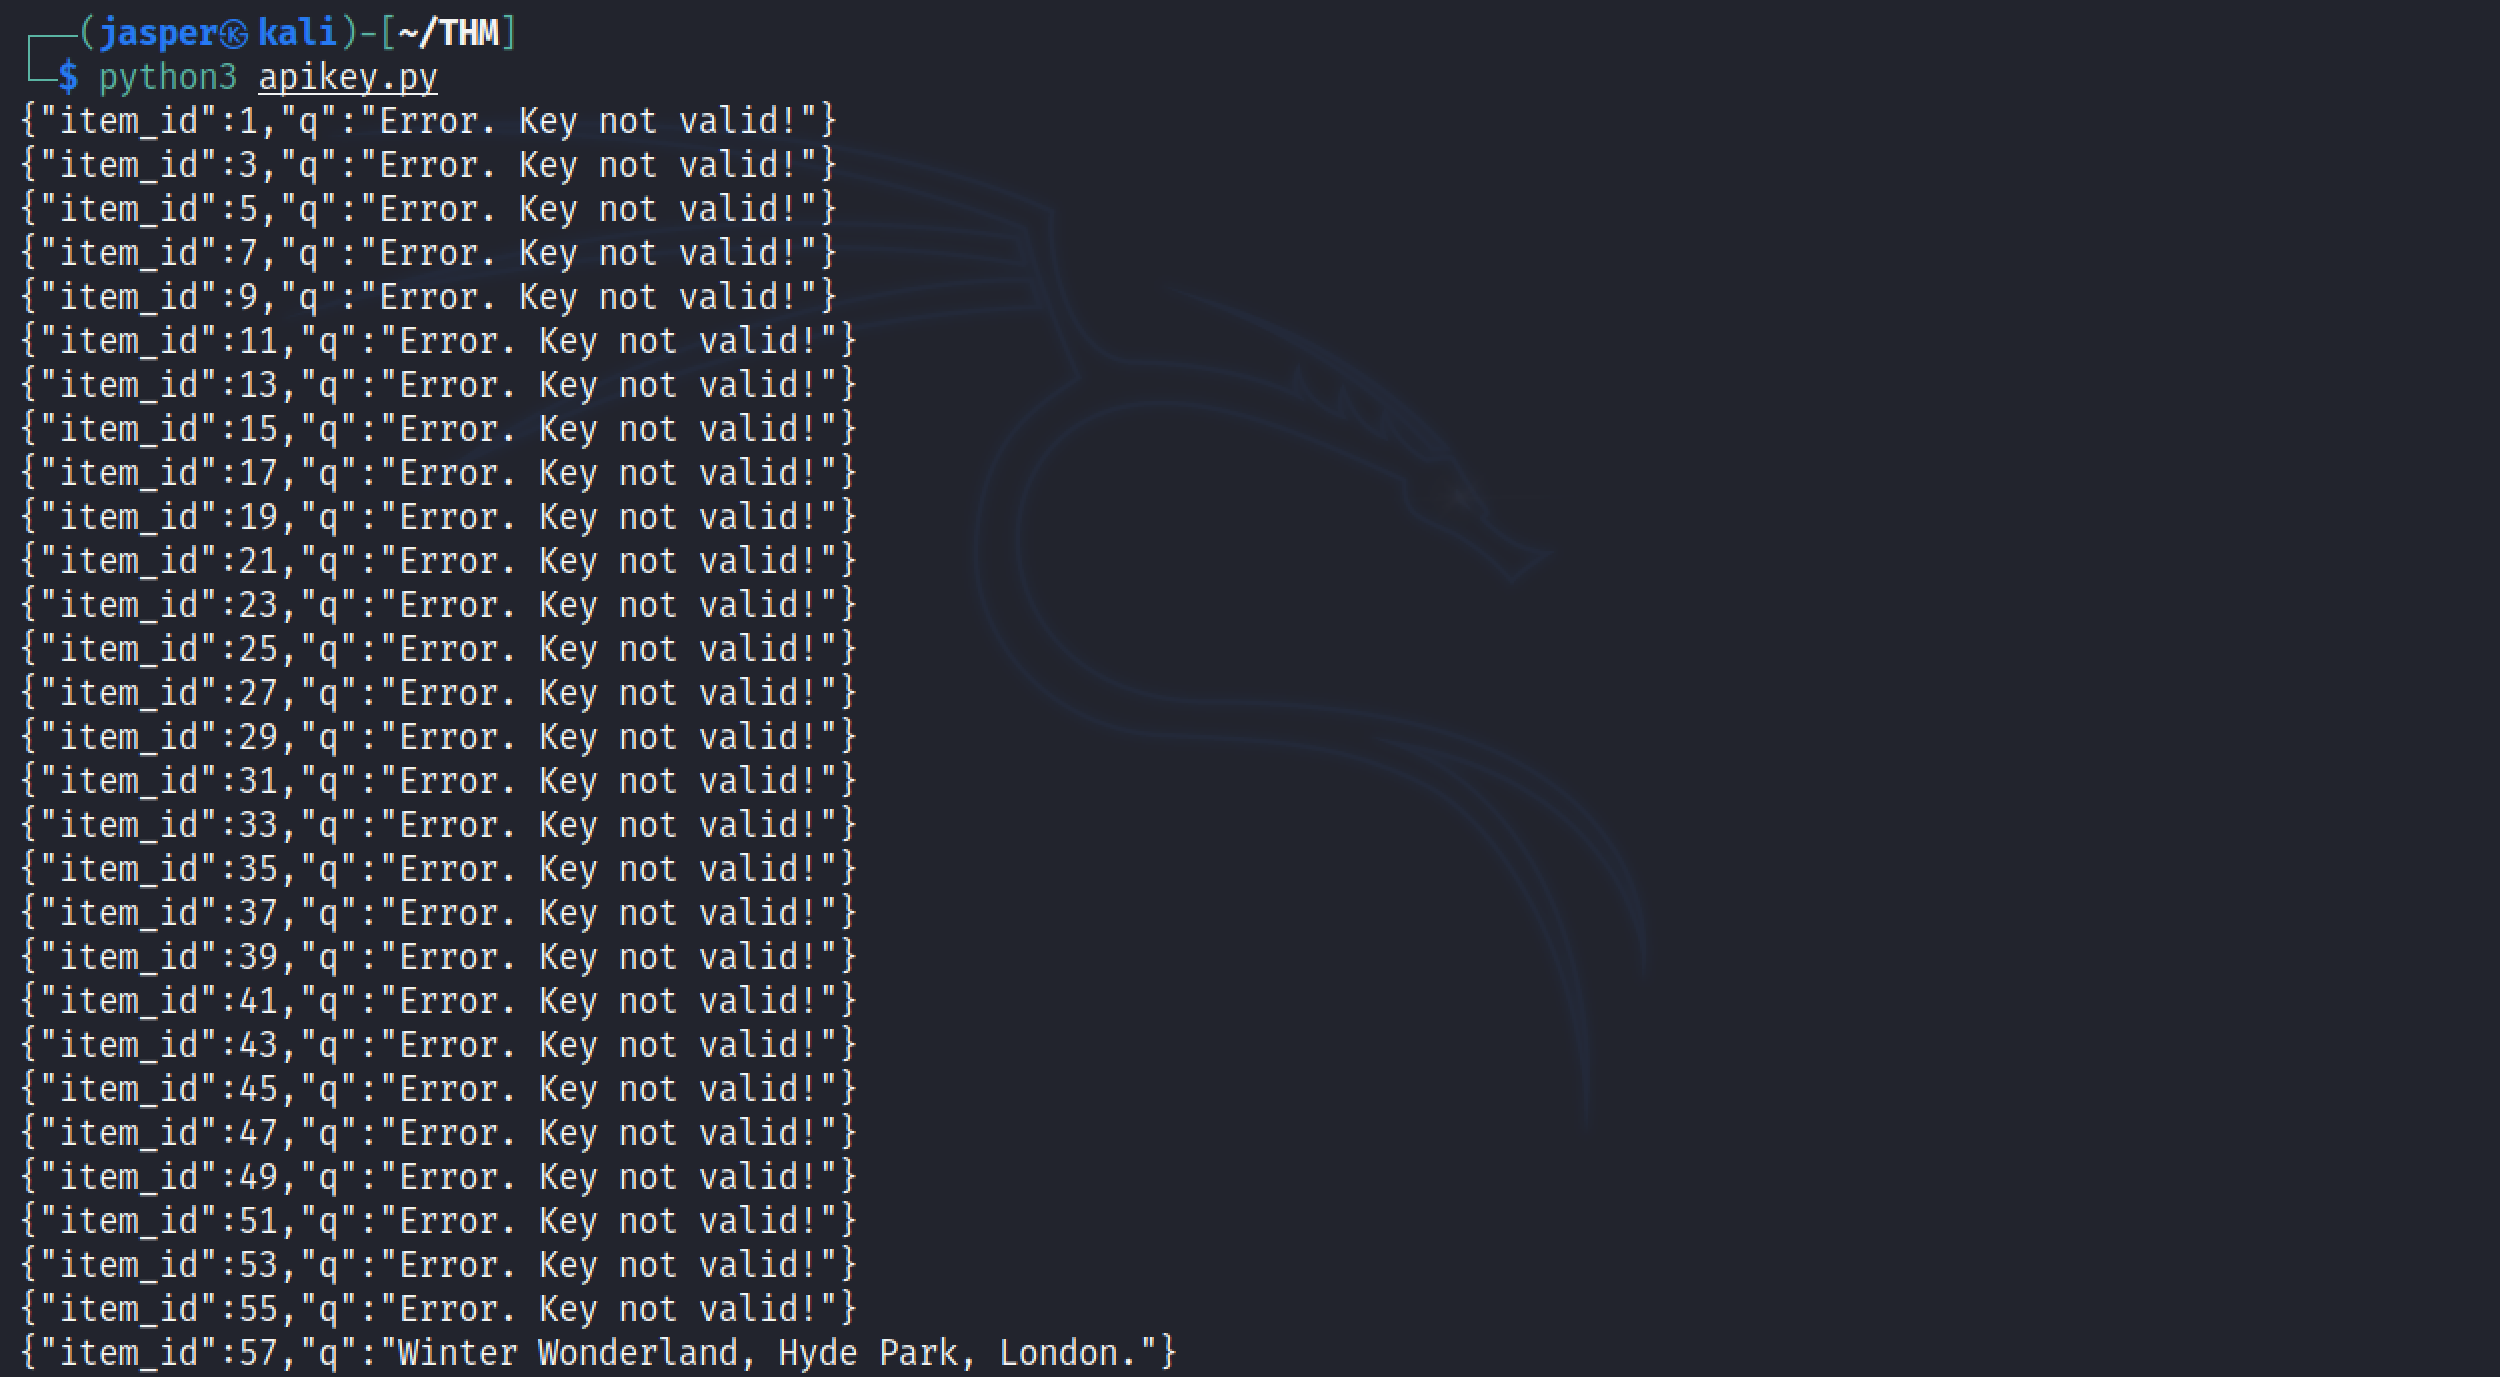 (jasper㉿kali)-[~/THM]
$ python3 apikey.py
{"item_id":1,"q":"Error. Key not valid!"}
{"item_id":3,"q":"Error. Key not valid!"}
{"item_id":5,"q":"Error. Key not valid!"}
{"item_id":7,"q":"Error. Key not valid!"}
{"item_id":9,"q":"Error. Key not valid!"}
{"item_id":11,"q":"Error. Key not valid!"}
{"item_id":13,"q":"Error. Key not valid!"}
{"item_id":15,"q":"Error. Key not valid!"}
{"item_id":17,"q":"Error. Key not valid!"}
{"item_id":19,"q":"Error. Key not valid!"}
{"item_id":21,"q":"Error. Key not valid!"}
{"item_id":23,"q":"Error. Key not valid!"}
{"item_id":25,"q":"Error. Key not valid!"}
{"item_id":27,"q":"Error. Key not valid!"}
{"item_id":29,"q":"Error. Key not valid!"}
{"item_id":31,"q":"Error. Key not valid!"}
{"item_id":33,"q":"Error. Key not valid!"}
{"item_id":35,"q":"Error. Key not valid!"}
{"item_id":37,"q":"Error. Key not valid!"}
{"item_id":39,"q":"Error. Key not valid!"}
{"item_id":41,"q":"Error. Key not valid!"}
{"item_id":43,"q":"Error. Key not valid!"}
{"item_id":45,"q":"Error. Key not valid!"}
{"item_id":47,"q":"Error. Key not valid!"}
{"item_id":49,"q":"Error. Key not valid!"}
{"item_id":51,"q":"Error. Key not valid!"}
{"item_id":53,"q":"Error. Key not valid!"}
{"item_id":55,"q":"Error. Key not valid!"}
{"item_id":57,"q":"Winter Wonderland, Hyde Park, London."}